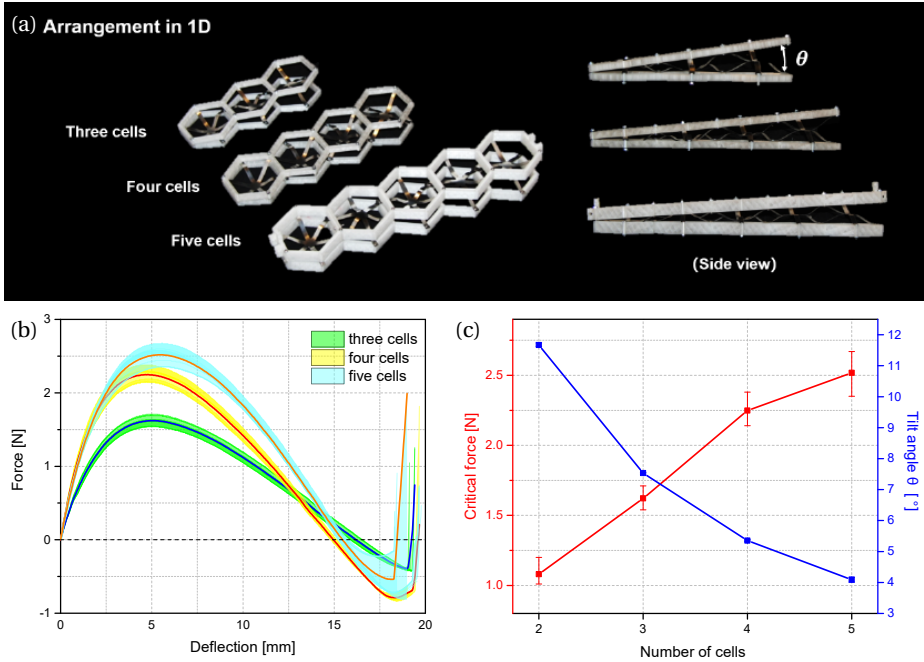 (a) Arrangement in 1D
θ
Three cells
Four cells
Five cells
(Side view)
(b)
3
2
1
0
-1
Force [N]
0
5
10
15
20
Deflection [mm]
three cells
four cells
five cells
(c)
2.5
2.0
1.5
1.0
Critical force [N]
12
11
10
9
8
7
6
5
4
3
Tilt angle θ [°]
2
3
4
5
Number of cells